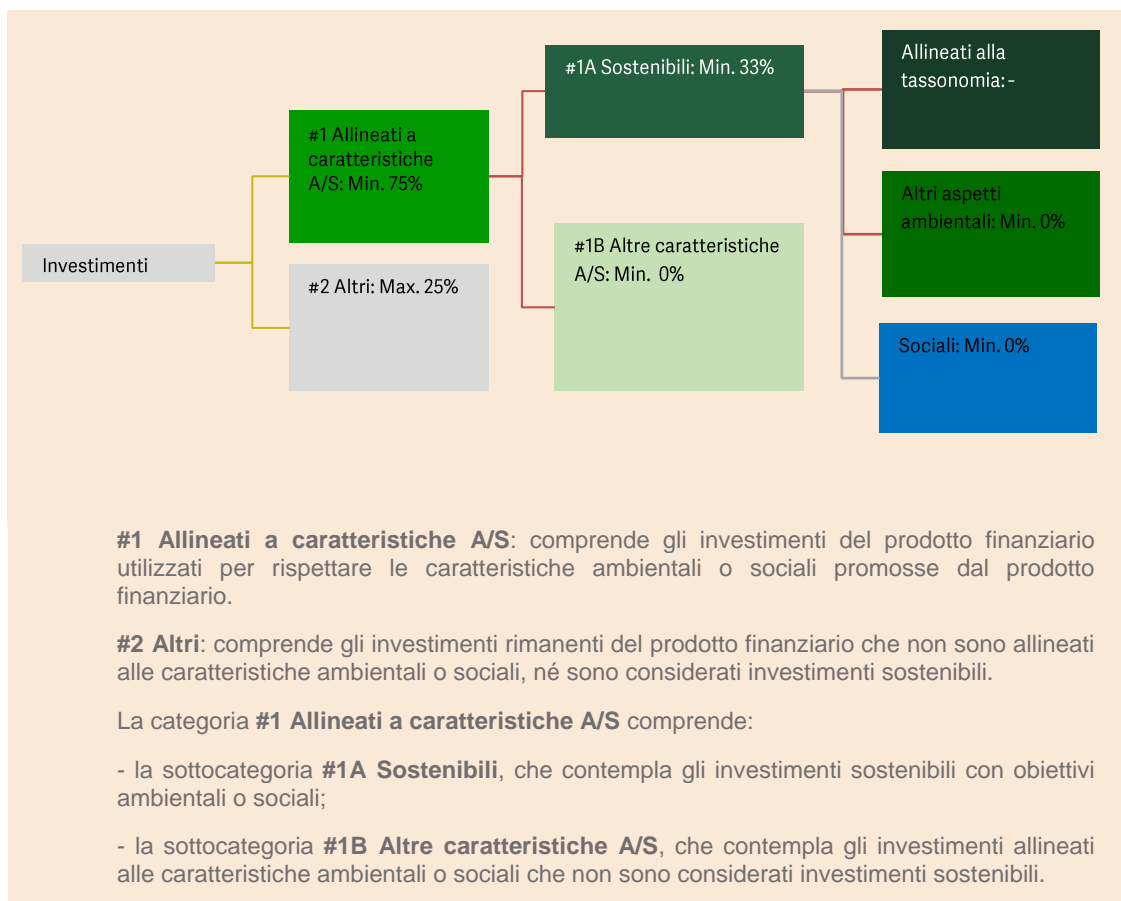 Investimenti
#1 Allineati a
caratteristiche
A/S: Min. 75%
#2 Altri: Max. 25%
#1A Sostenibili: Min. 33%
#1B Altre caratteristiche
A/S: Min. 0%
Allineati alla
tassonomia: -
Altri aspetti
ambientali: Min. 0%
Sociali: Min. 0%
#1 Allineati a caratteristiche A/S: comprende gli investimenti del prodotto finanziario
utilizzati per rispettare le caratteristiche ambientali o sociali promosse dal prodotto
finanziario.
#2 Altri: comprende gli investimenti rimanenti del prodotto finanziario che non sono allineati
alle caratteristiche ambientali o sociali, né sono considerati investimenti sostenibili.
La categoria #1 Allineati a caratteristiche A/S comprende:
- la sottocategoria #1A Sostenibili, che contempla gli investimenti sostenibili con obiettivi
ambientali o sociali;
- la sottocategoria #1B Altre caratteristiche A/S, che contempla gli investimenti allineati
alle caratteristiche ambientali o sociali che non sono considerati investimenti sostenibili.